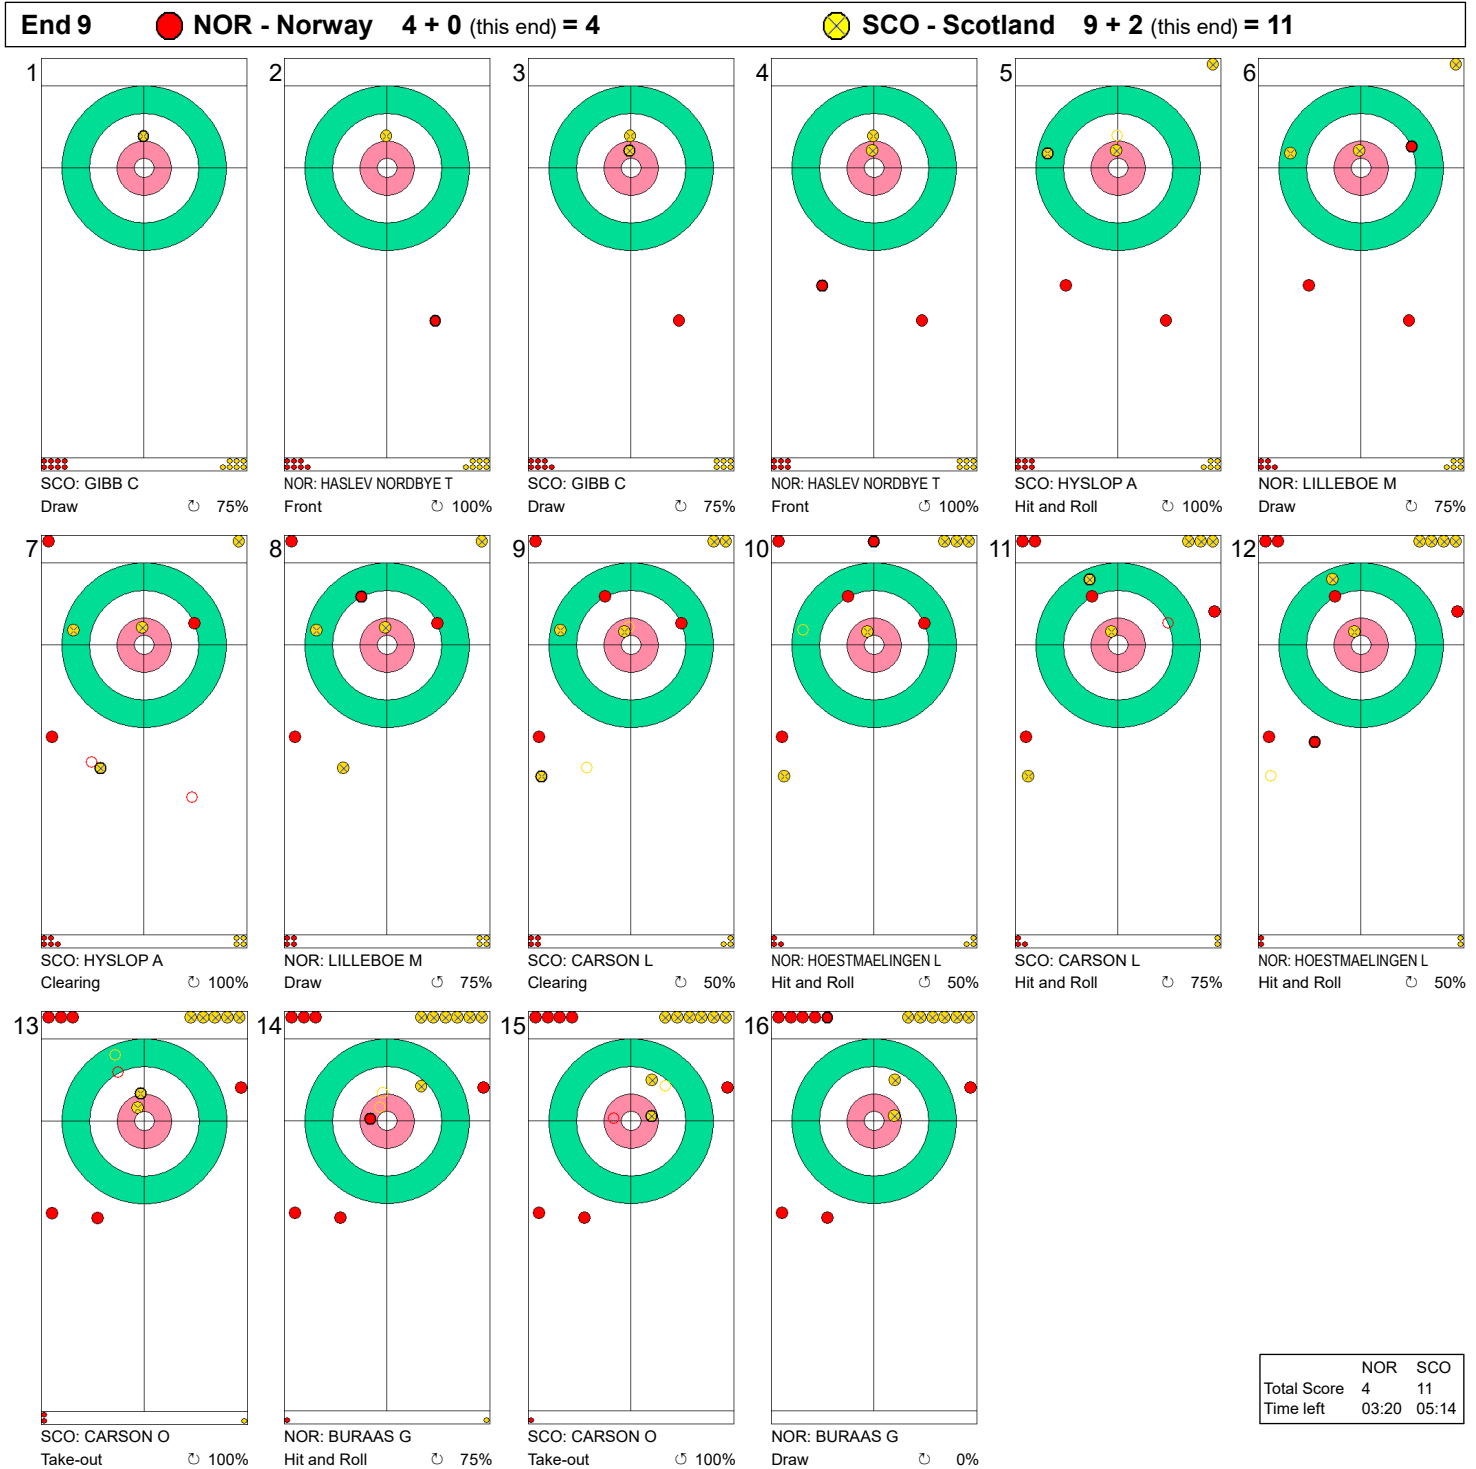 End 9 NOR - Norway 4 + 0 (this end) = 4 SCO - Scotland 9 + 2 (this end) = 11
1 2 3 4 5 6
SCO: GIBB C NOR: HASLEV NORDBYE T SCO: GIBB C NOR: HASLEV NORDBYE T SCO: HYSLOP A NOR: LILLEBOE M
Draw ↻ 75% Front ↻ 100% Draw ↻ 75% Front ↺ 100% Hit and Roll ↻ 100% Draw ↻ 75%
7 8 9 10 11 12
SCO: HYSLOP A NOR: LILLEBOE M SCO: CARSON L NOR: HOESTMAELINGEN L SCO: CARSON L NOR: HOESTMAELINGEN L
Clearing ↻ 100% Draw ↺ 75% Clearing ↻ 50% Hit and Roll ↺ 50% Hit and Roll ↻ 75% Hit and Roll ↻ 50%
13 14 15 16
SCO: CARSON O NOR: BURAAS G SCO: CARSON O NOR: BURAAS G
Take-out ↻ 100% Hit and Roll ↻ 75% Take-out ↺ 100% Draw ↻ 0%
NOR SCO
Total Score 4 11
Time left 03:20 05:14